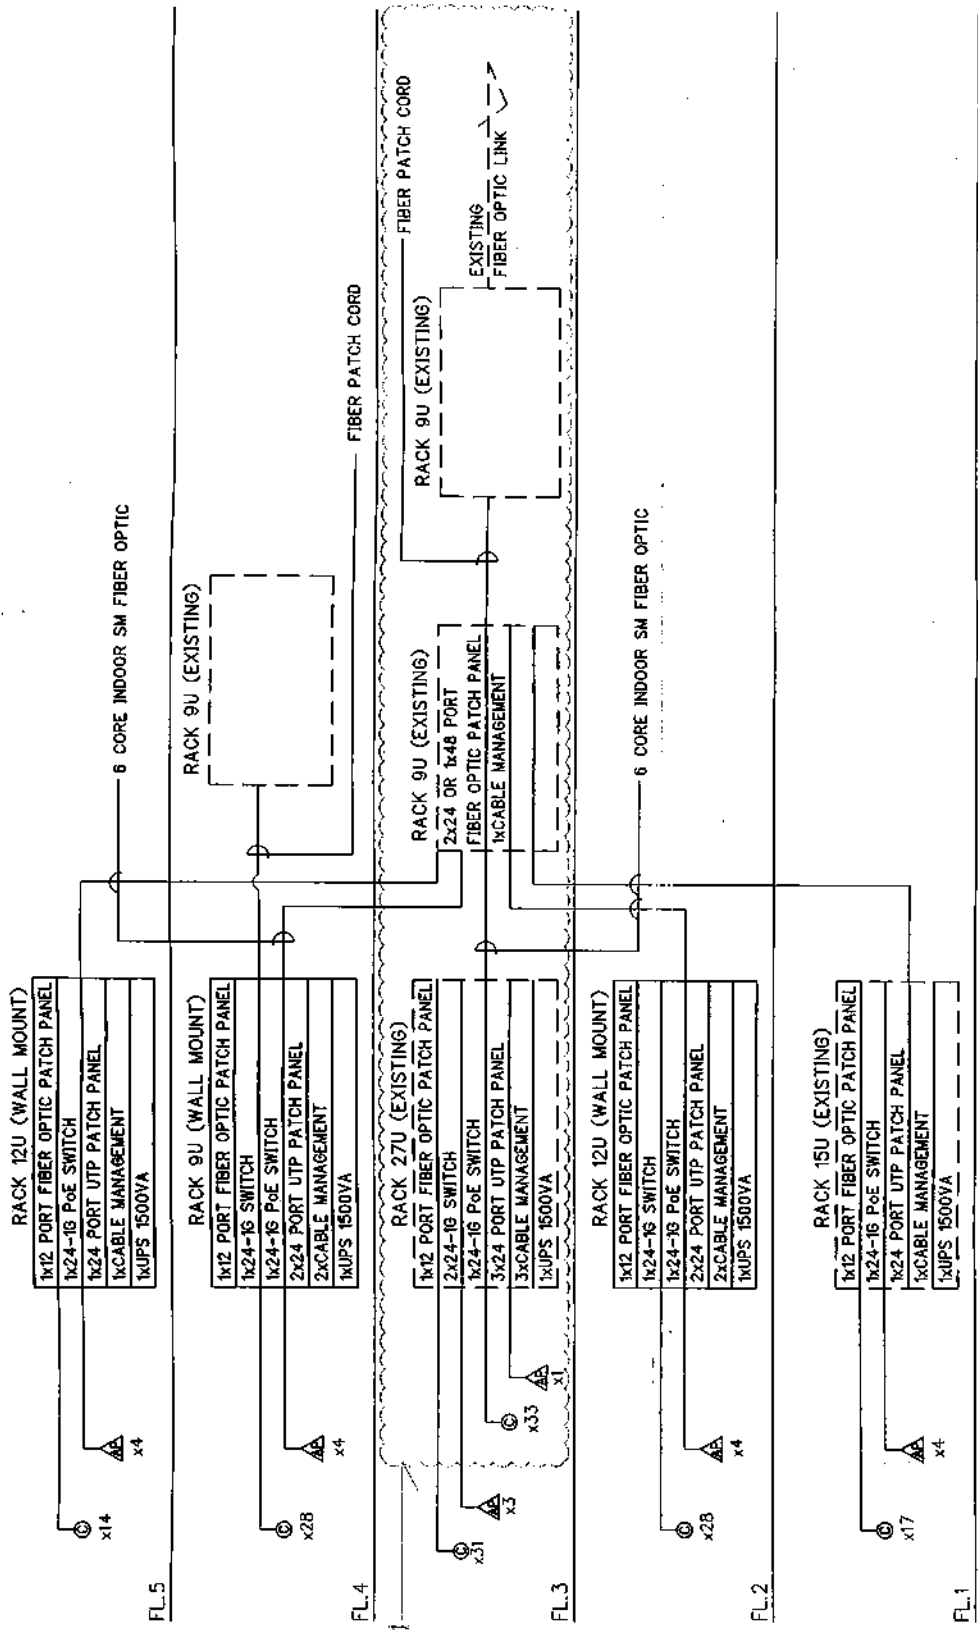 RACK 12U (WALL MOUNT)
1x12 PORT FIBER OPTIC PATCH PANEL
1x24-1G PoE SWITCH
1x24 PORT UTP PATCH PANEL
1xCABLE MANAGEMENT
1xUPS 1500VA
C
x14
AP
x4
6 CORE INDOOR SM FIBER OPTIC
FL.5
RACK 9U (WALL MOUNT)
1x12 PORT FIBER OPTIC PATCH PANEL
1x24-1G SWITCH
1x24-1G PoE SWITCH
2x24 PORT UTP PATCH PANEL
2xCABLE MANAGEMENT
1xUPS 1500VA
C
x28
AP
x4
RACK 9U (EXISTING)
FIBER PATCH CORD
FL.4
RACK 27U (EXISTING)
1x12 PORT FIBER OPTIC PATCH PANEL
2x24-1G SWITCH
1x24-1G PoE SWITCH
3x24 PORT UTP PATCH PANEL
3xCABLE MANAGEMENT
1xUPS 1500VA
C
x31
AP
x3
C
x33
AP
x1
RACK 9U (EXISTING)
2x24 OR 1x48 PORT
FIBER OPTIC PATCH PANEL
1xCABLE MANAGEMENT
RACK 9U (EXISTING)
FIBER PATCH CORD
EXISTING
FIBER OPTIC LINK
FL.3
RACK 12U (WALL MOUNT)
1x12 PORT FIBER OPTIC PATCH PANEL
1x24-1G SWITCH
1x24-1G PoE SWITCH
2x24 PORT UTP PATCH PANEL
2xCABLE MANAGEMENT
1xUPS 1500VA
C
x28
AP
x4
6 CORE INDOOR SM FIBER OPTIC
FL.2
RACK 15U (EXISTING)
1x12 PORT FIBER OPTIC PATCH PANEL
1x24-1G PoE SWITCH
1x24 PORT UTP PATCH PANEL
1xCABLE MANAGEMENT
1xUPS 1500VA
C
x17
AP
x4
FL.1